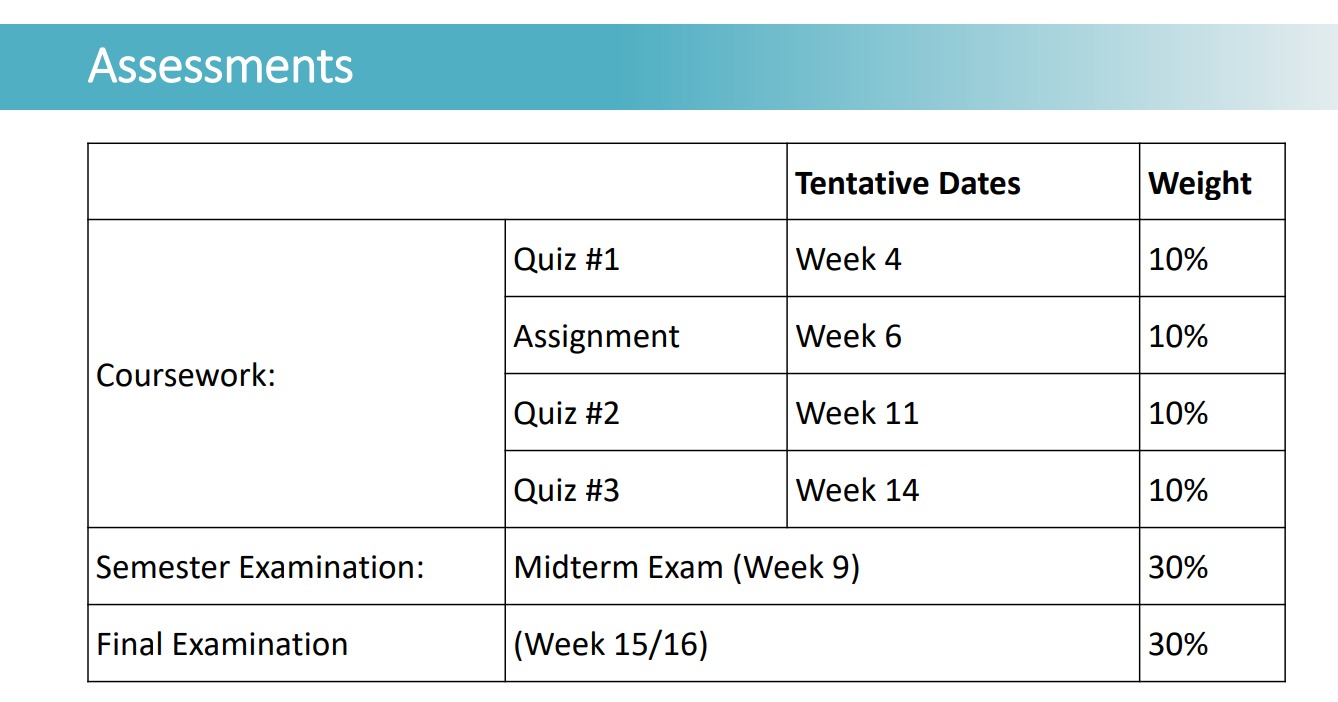 Assessments
Tentative Dates Weight
Quiz #1 Week 4 10%
Assignment Week 6 10%
Coursework:
Quiz #2 Week 11 10%
Quiz #3 Week 14 10%
Semester Examination: Midterm Exam (Week 9) 30%
Final Examination (Week 15/16) 30%